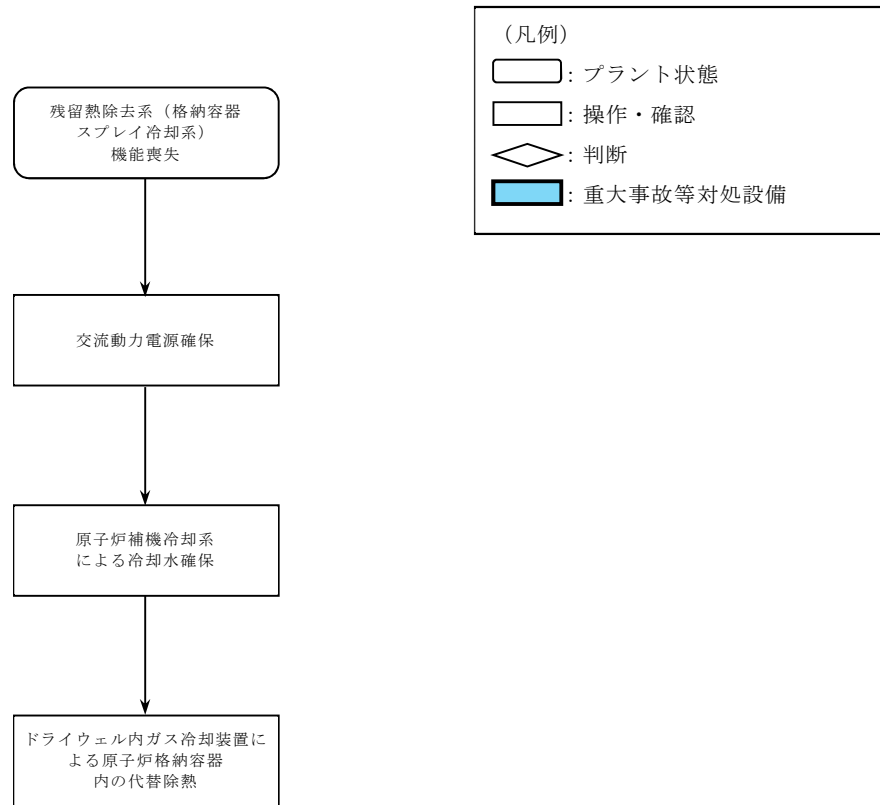 (凡例)
: プラント状態
: 操作・確認
: 判断
: 重大事故等対処設備
残留熱除去系(格納容器
スプレイ冷却系)
機能喪失
交流動力電源確保
原子炉補機冷却系
による冷却水確保
ドライウェル内ガス冷却装置に
よる原子炉格納容器
内の代替除熱